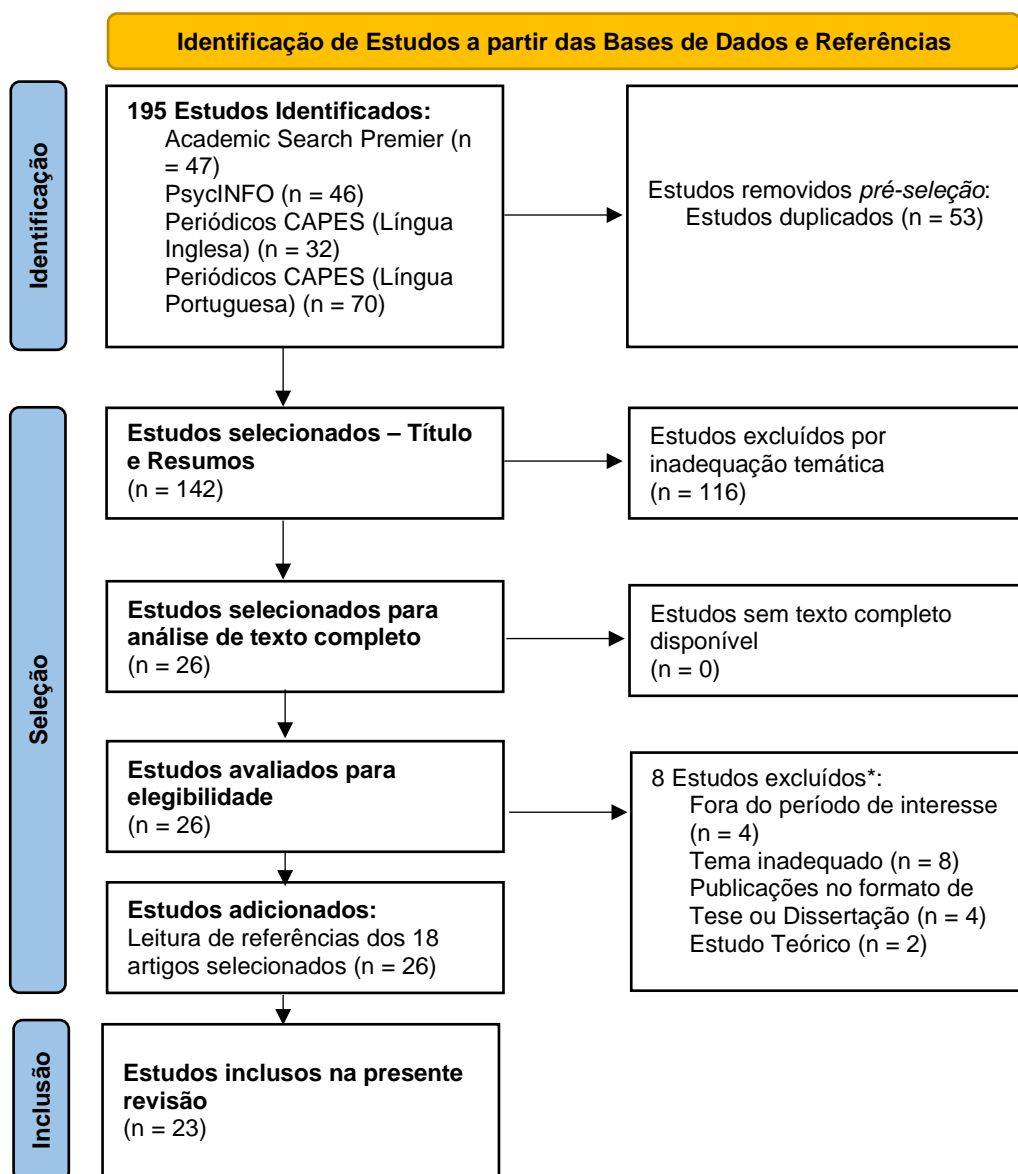 Identificação de Estudos a partir das Bases de Dados e Referências
Identificação
195 Estudos Identificados:
Academic Search Premier (n
= 47)
PsycINFO (n = 46)
Periódicos CAPES (Língua
Inglesa) (n = 32)
Periódicos CAPES (Língua
Portuguesa) (n = 70)
Estudos removidos pré-seleção:
Estudos duplicados (n = 53)
Seleção
Estudos selecionados – Título
e Resumos
(n = 142)
Estudos excluídos por
inadequação temática
(n = 116)
Estudos selecionados para
análise de texto completo
(n = 26)
Estudos sem texto completo
disponível
(n = 0)
Estudos avaliados para
elegibilidade
(n = 26)
8 Estudos excluídos*:
Fora do período de interesse
(n = 4)
Tema inadequado (n = 8)
Publicações no formato de
Tese ou Dissertação (n = 4)
Estudo Teórico (n = 2)
Estudos adicionados:
Leitura de referências dos 18
artigos selecionados (n = 26)
Inclusão
Estudos inclusos na presente
revisão
(n = 23)